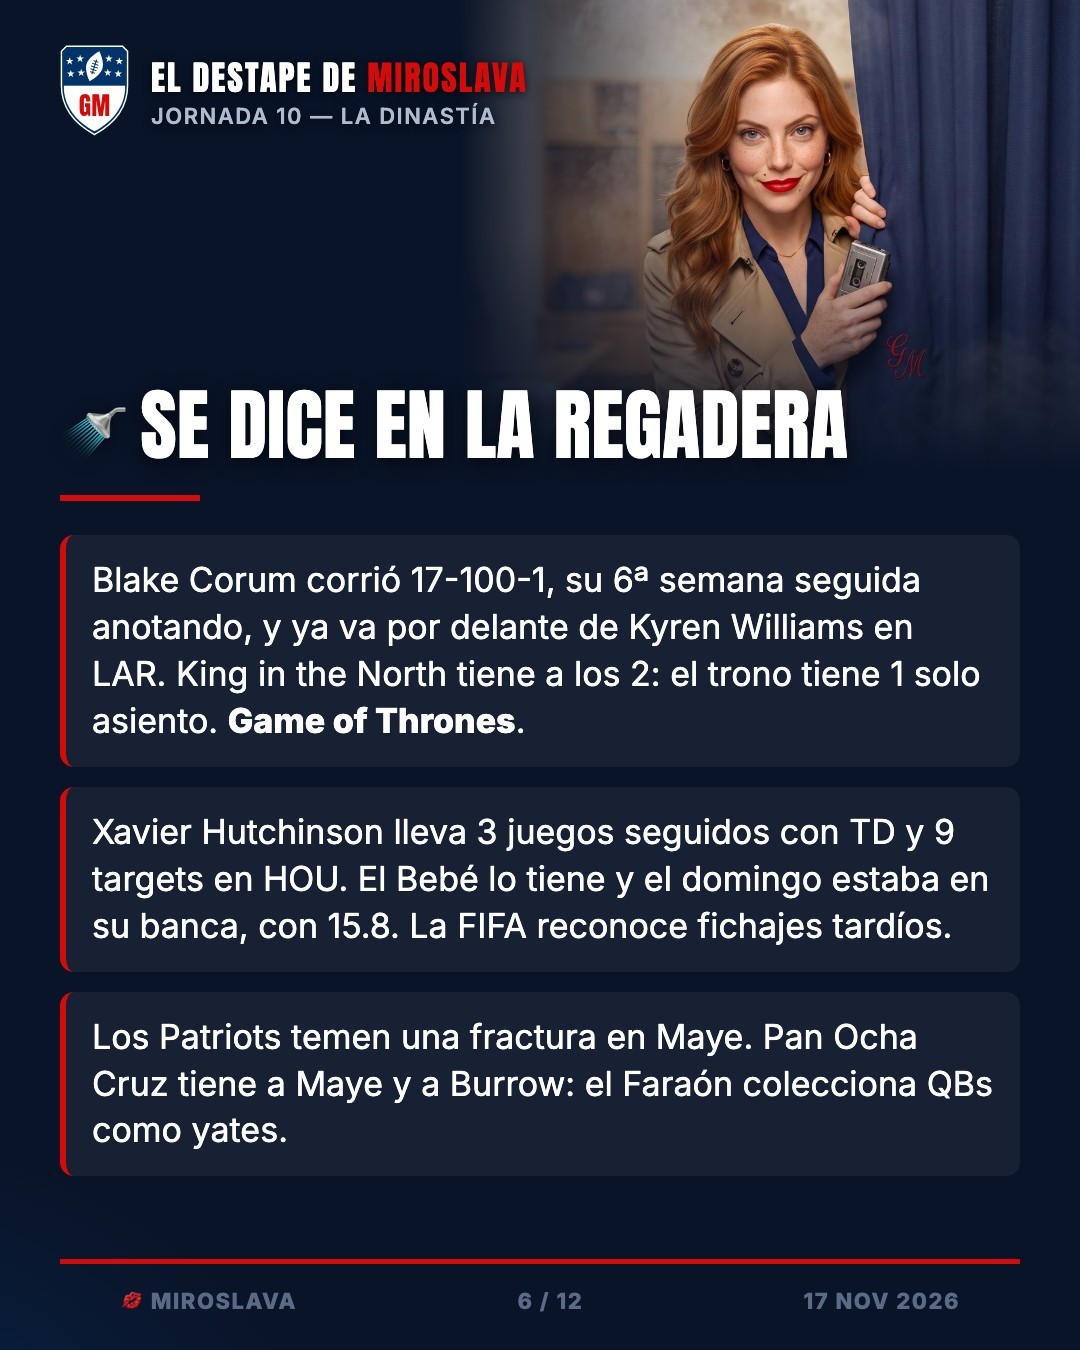 GM
EL DESTAPE DE MIROSLAVA
JORNADA 10 — LA DINASTÍA
GM
SE DICE EN LA REGADERA
Blake Corum corrió 17-100-1, su 6ª semana seguida
anotando, y ya va por delante de Kyren Williams en
LAR. King in the North tiene a los 2: el trono tiene 1 solo
asiento. Game of Thrones.
Xavier Hutchinson lleva 3 juegos seguidos con TD y 9
targets en HOU. El Bebé lo tiene y el domingo estaba en
su banca, con 15.8. La FIFA reconoce fichajes tardíos.
Los Patriots temen una fractura en Maye. Pan Ocha
Cruz tiene a Maye y a Burrow: el Faraón colecciona QBs
como yates.
MIROSLAVA
6 / 12
17 NOV 2026